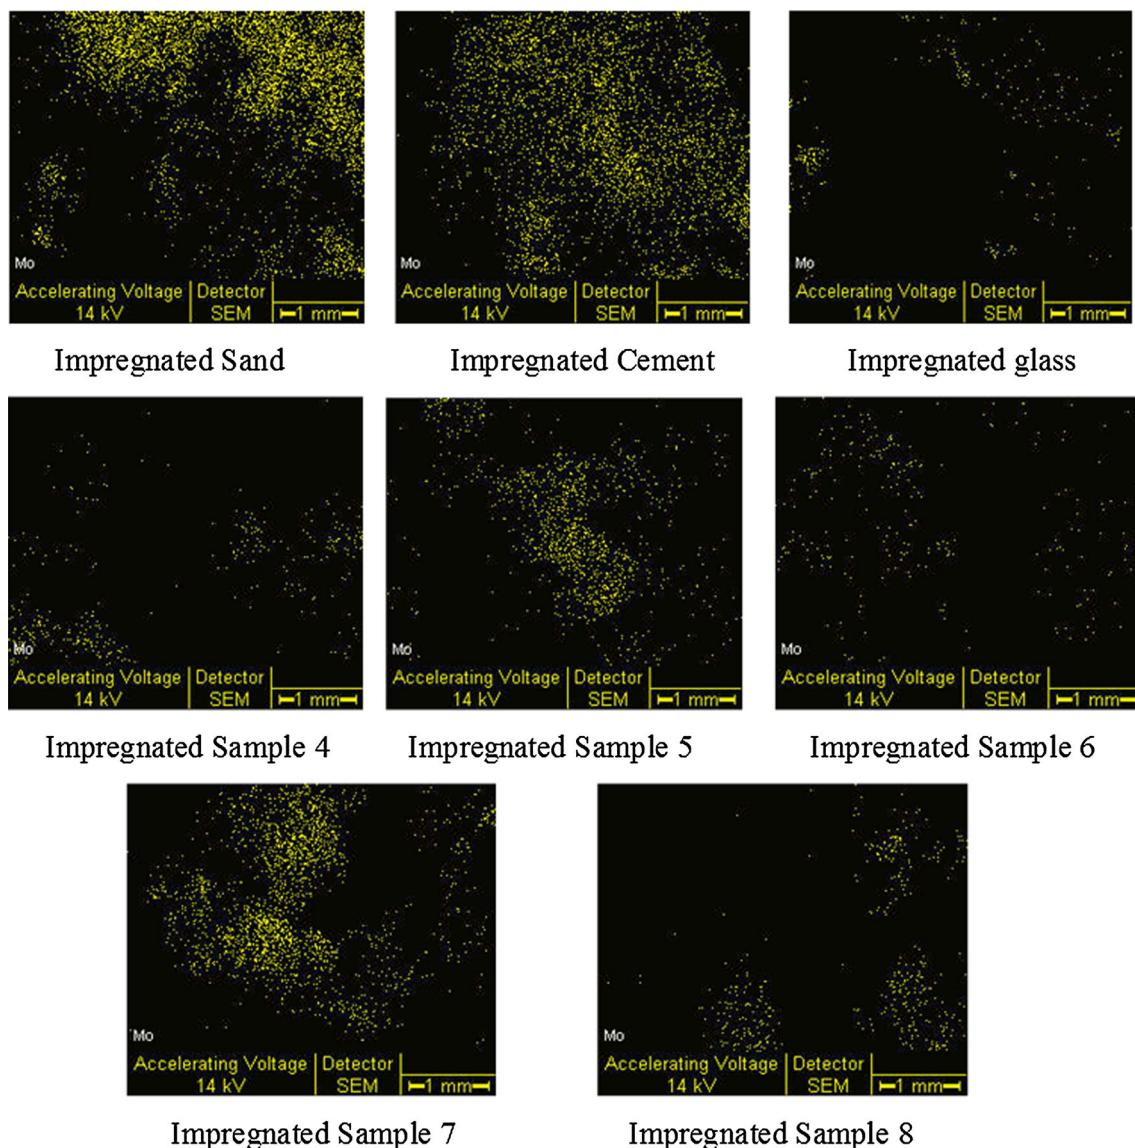 Mo
Accelerating Voltage Detector
14 kV SEM 1 mm
Mo
Accelerating Voltage Detector
14 kV SEM 1 mm
Mo
Accelerating Voltage Detector
14 kV SEM 1 mm
Impregnated Sand
Impregnated Cement
Impregnated glass
Mo
Accelerating Voltage Detector
14 kV SEM 1 mm
Mo
Accelerating Voltage Detector
14 kV SEM 1 mm
Mo
Accelerating Voltage Detector
14 kV SEM 1 mm
Impregnated Sample 4
Impregnated Sample 5
Impregnated Sample 6
Mo
Accelerating Voltage Detector
14 kV SEM 1 mm
Mo
Accelerating Voltage Detector
14 kV SEM 1 mm
Impregnated Sample 7
Impregnated Sample 8